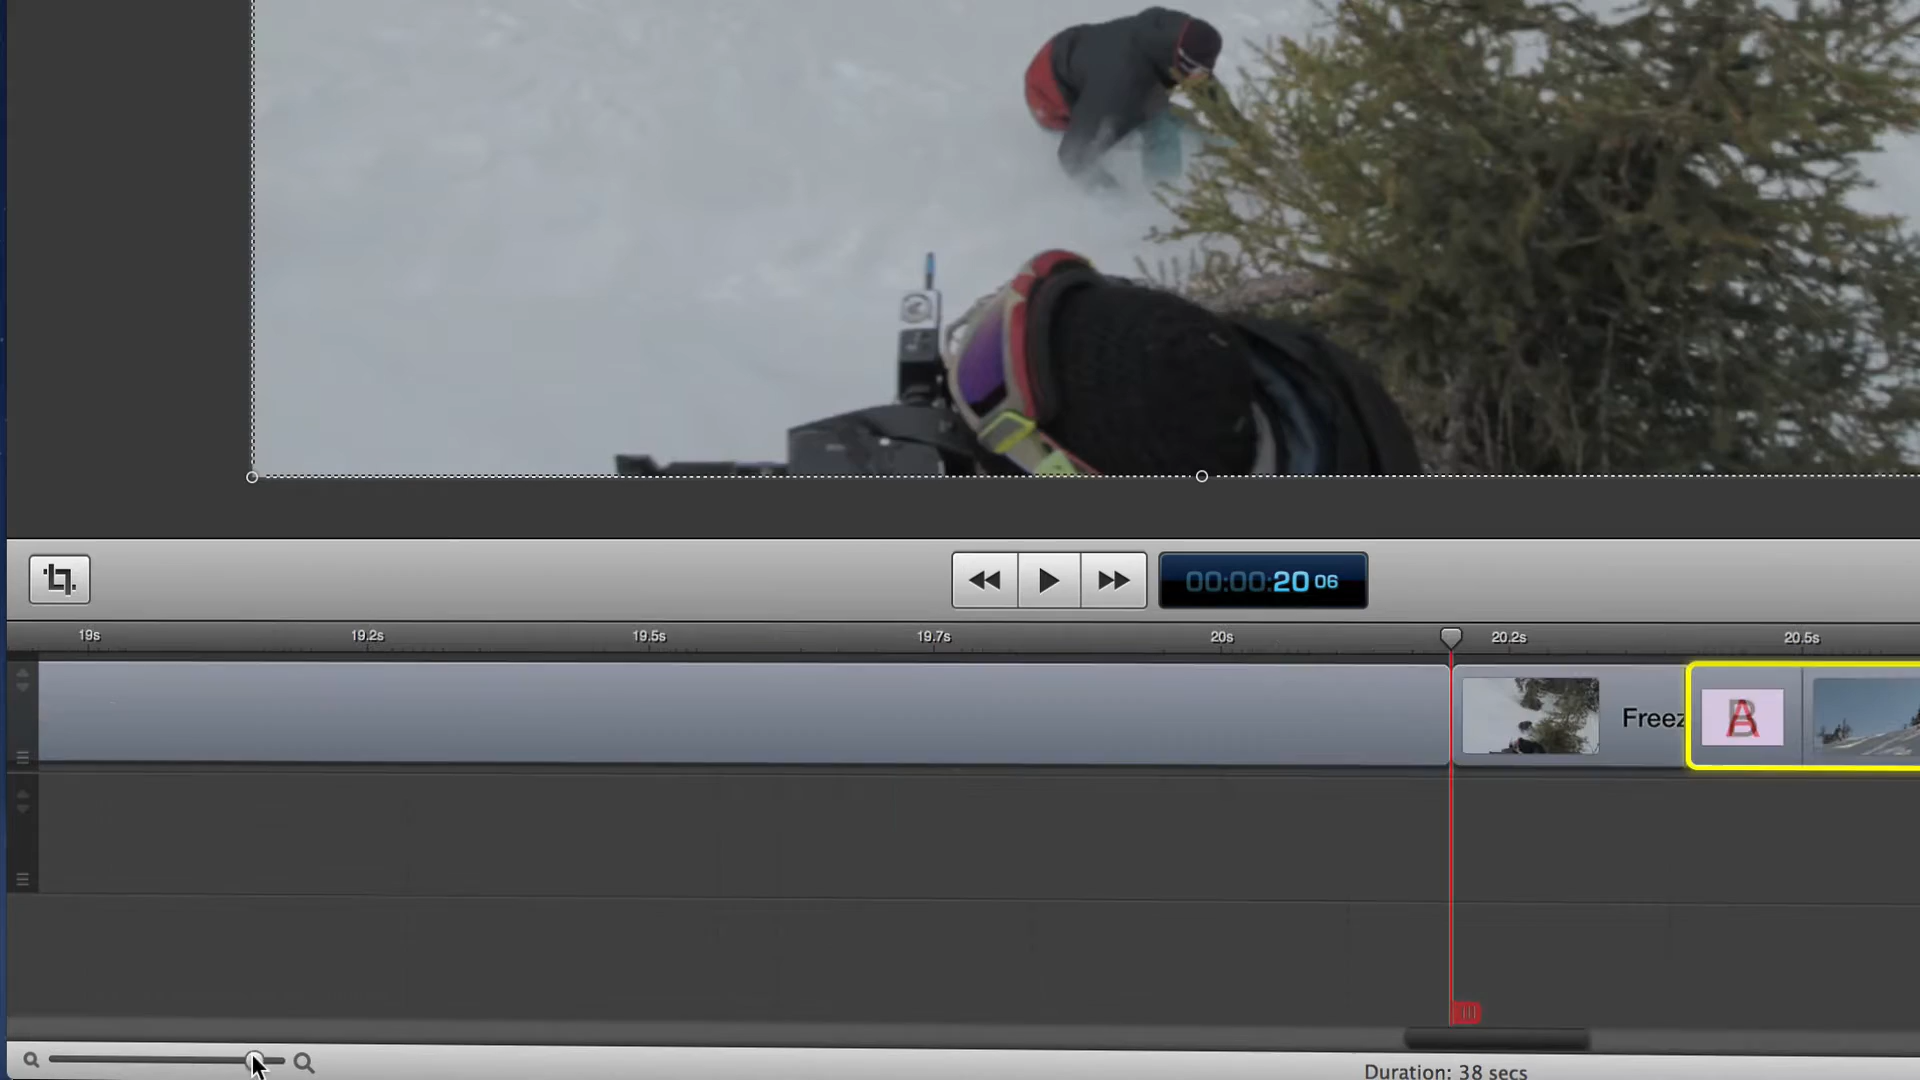 00:00:20 06
19s 19.2s 19.5s 19.7s 20s 20.2s 20.5s
Freez
A
Duration: 38 secs